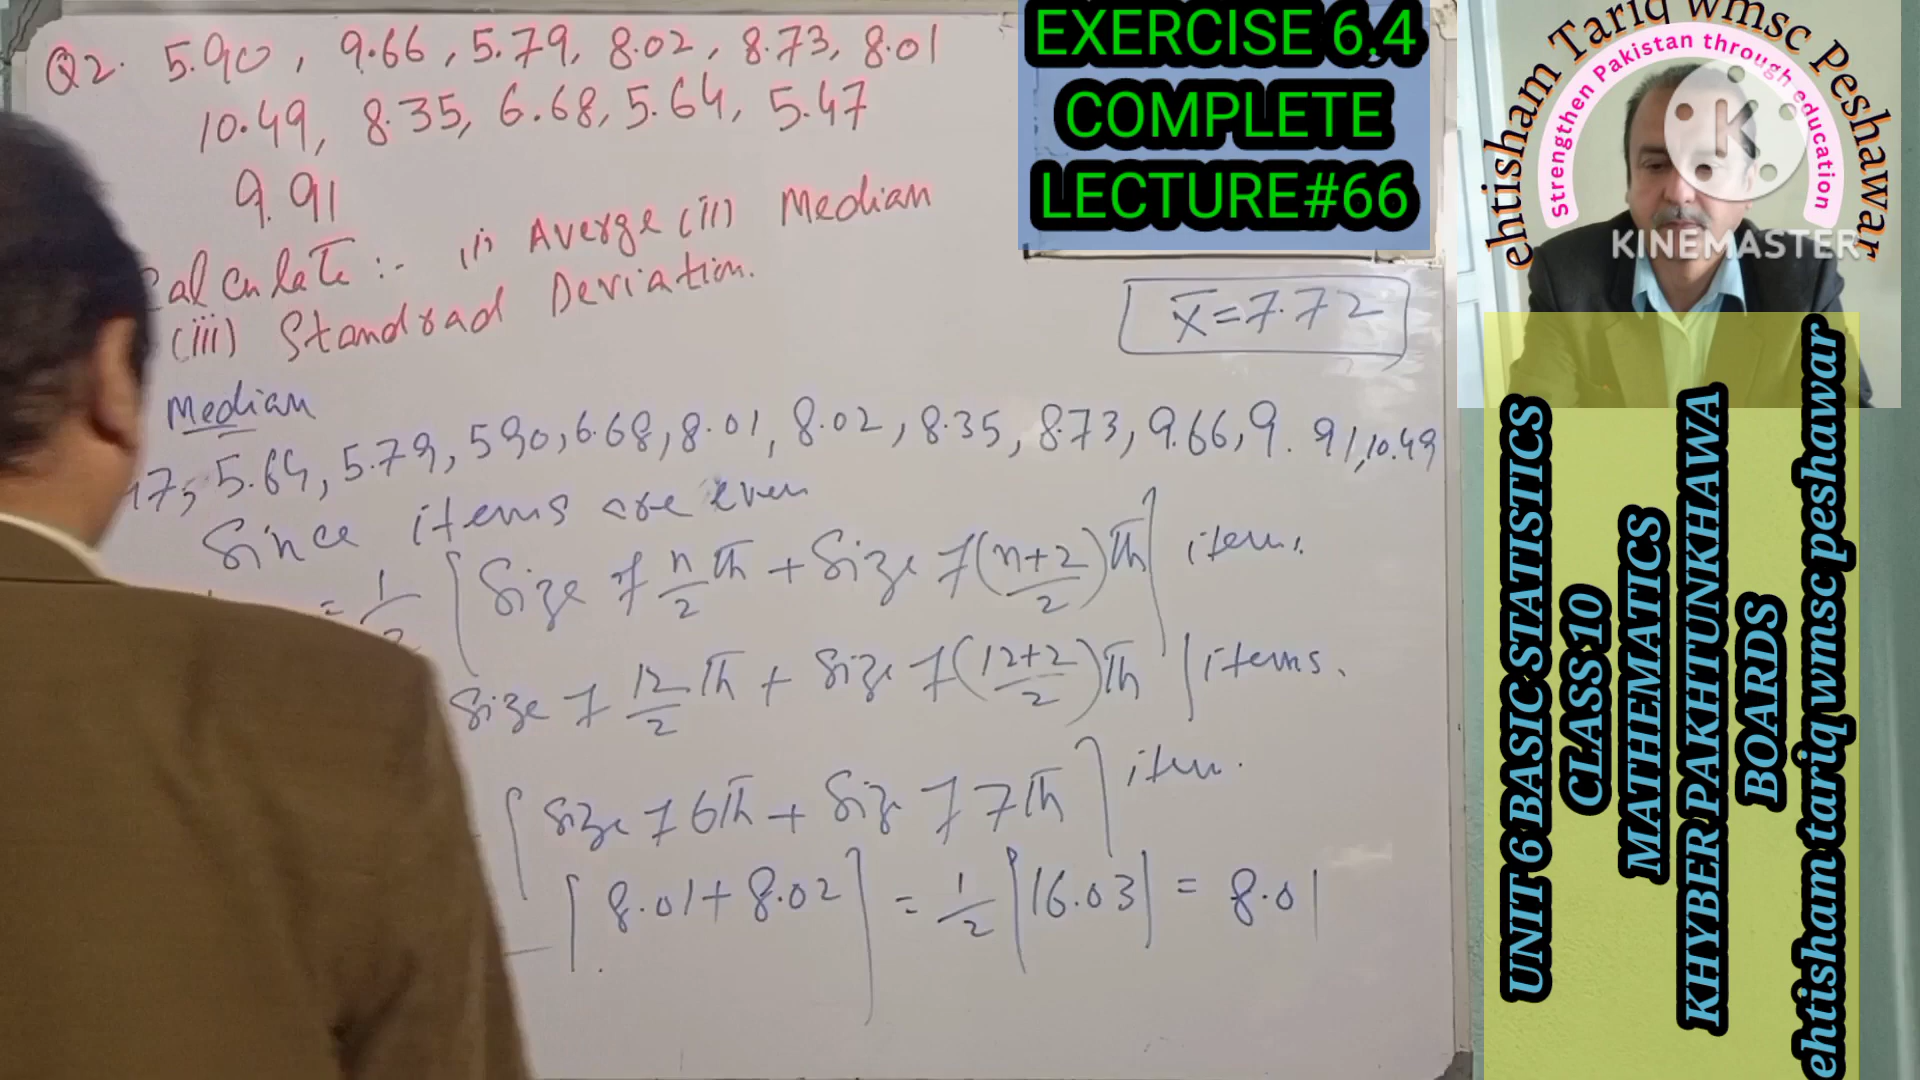 Q2. 5.90, 9.66, 5.79, 8.02, 8.73, 8.01
10.49, 8.35, 6.68, 5.64, 5.47
9.91
Calculate :- (i) Averge (ii) Median
(iii) Standrad Deviation.
x̄=7.72
Median
47, 5.64, 5.79, 590, 6.68, 8.01, 8.02, 8.35, 8.73, 9.66, 9.91, 10.49
Since items are even
= 1/2 [Size of n/2 th + Size of (n+2/2)th] item.
Size of 12/2 th + Size of (12+2/2)th] items.
[Size of 6th + Size of 7th] item.
[8.01+8.02] = 1/2 [16.03] = 8.01
EXERCISE 6.4
COMPLETE
LECTURE#66
ehtisham Tariq wmsc Peshawar
Strengthen Pakistan through education
K
KINEMASTER
UNIT 6 BASIC STATISTICS
CLASS 10
MATHEMATICS
KHYBERPAKHTUNKHAWA
BOARDS
ehtisham tariq wmsc peshawar